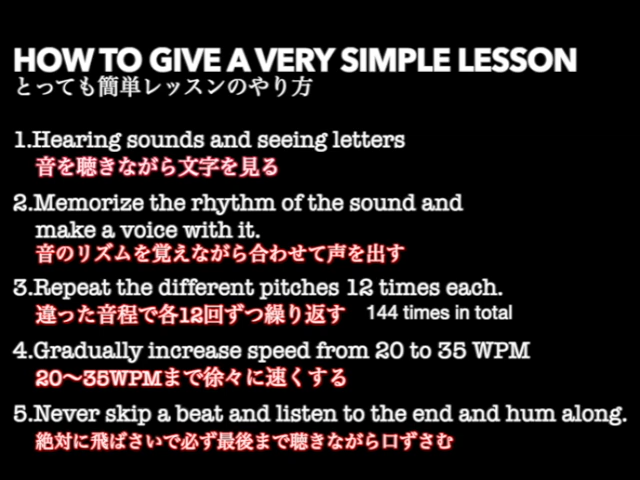 HOW TO GIVE A VERY SIMPLE LESSON
とっても簡単レッスンのやり方
1.Hearing sounds and seeing letters
音を聴きながら文字を見る
2.Memorize the rhythm of the sound and
make a voice with it.
音のリズムを覚えながら合わせて声を出す
3.Repeat the different pitches 12 times each.
違った音程で各12回ずつ繰り返す 144 times in total
4.Gradually increase speed from 20 to 35 WPM
20〜35WPMまで徐々に速くする
5.Never skip a beat and listen to the end and hum along.
絶対に飛ばさいで必ず最後まで聴きながら口ずさむ